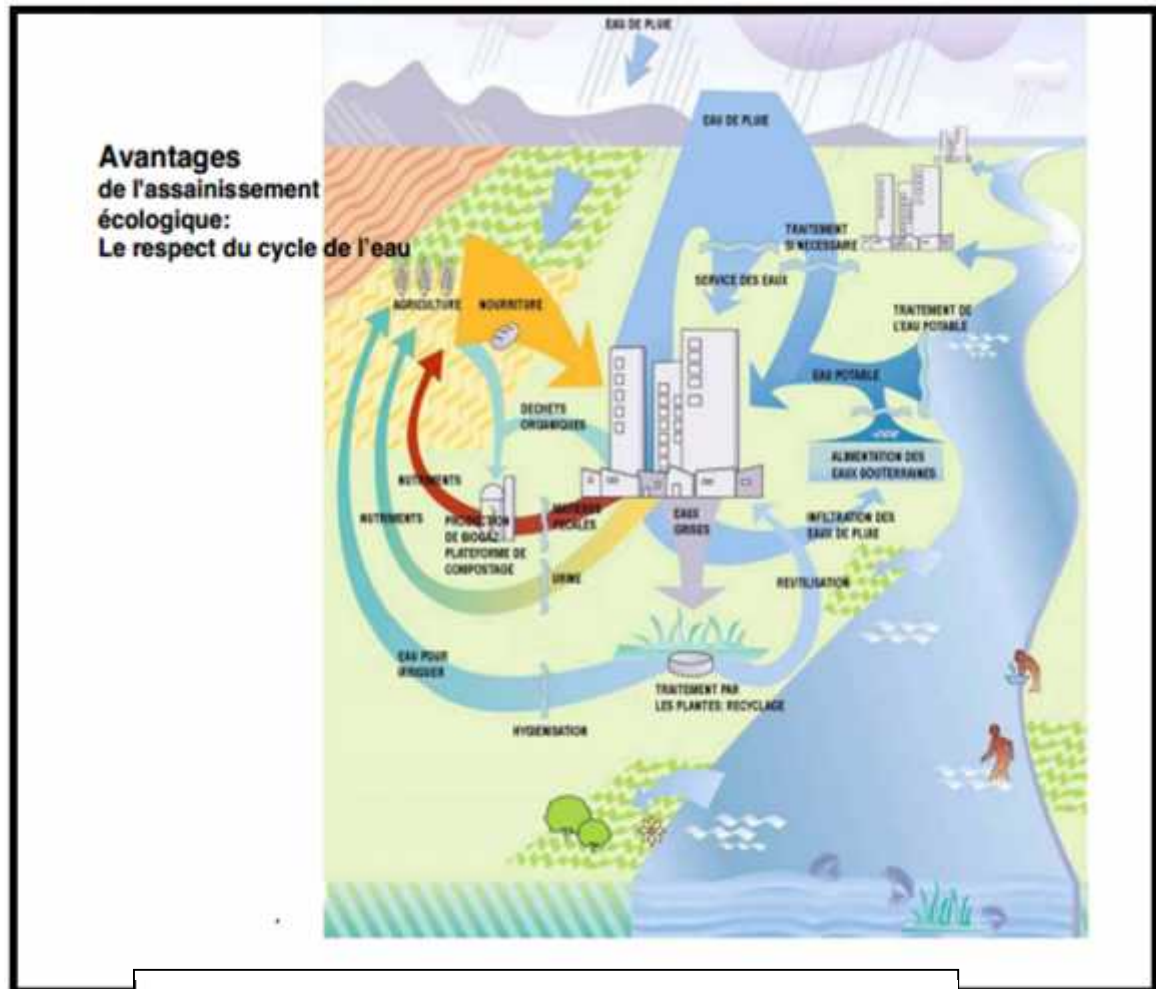 EAU DE PLUIE
EAU DE PLUIE
Avantages
de l'assainissement
écologique:
Le respect du cycle de l'eau
TRAITEMENT
SI NECESSAIRE
SERVICE DES EAUX
AGRICULTURE
NOURRITURE
TRAITEMENT DE
L'EAU POTABLE
EAU POTABLE
DECHETS
ORGANIQUES
ALIMENTATION DES
EAUX SOUTERRAINES
NUTRIMENTS
NUTRIMENTS
PRODUCTION
DE BIOGAZ
PLATEFORME DE
COMPOSTAGE
MATIERES
FECALES
URINE
EAUX
GRISES
INFILTRATION DES
EAUX DE PLUIE
REUTILISATION
EAU POUR
IRRIGUER
TRAITEMENT PAR
LES PLANTES: RECYCLAGE
HYGIENISATION